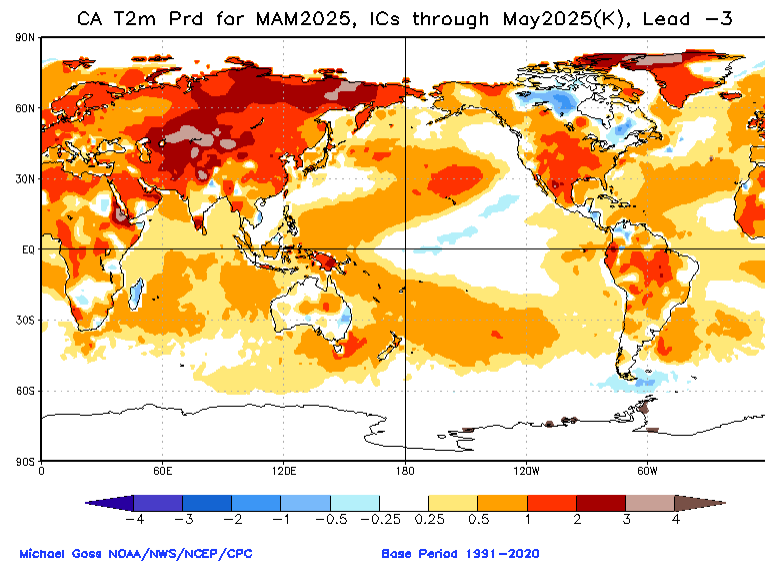 CA T2m Prd for MAM2025, ICs through May2025(K), Lead −3
90N
60N
30N
EQ
30S
60S
90S
0 60E 120E 180 120W 60W
−4 −3 −2 −1 −0.5 −0.25 0.25 0.5 1 2 3 4
Michael Goss NOAA/NWS/NCEP/CPC Base Period 1991−2020